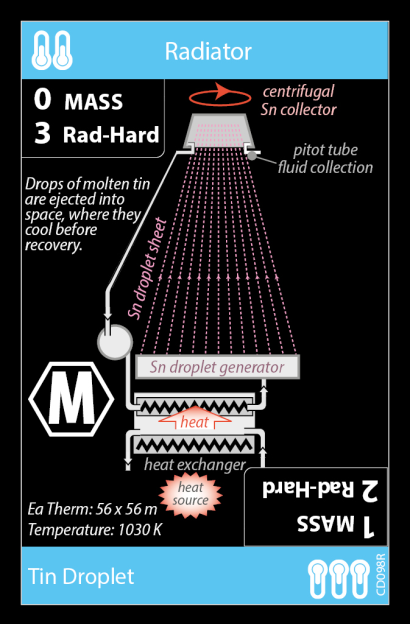 Radiator
0 MASS
3 Rad-Hard
centrifugal
Sn collector
pitot tube
fluid collection
Drops of molten tin
are ejected into
space, where they
cool before
recovery.
Sn droplet sheet
Sn droplet generator
M
heat
heat exchanger
heat
source
Ea Therm: 56 x 56 m
Temperature: 1030 K
1 MASS
2 Rad-Hard
Tin Droplet
CD098R